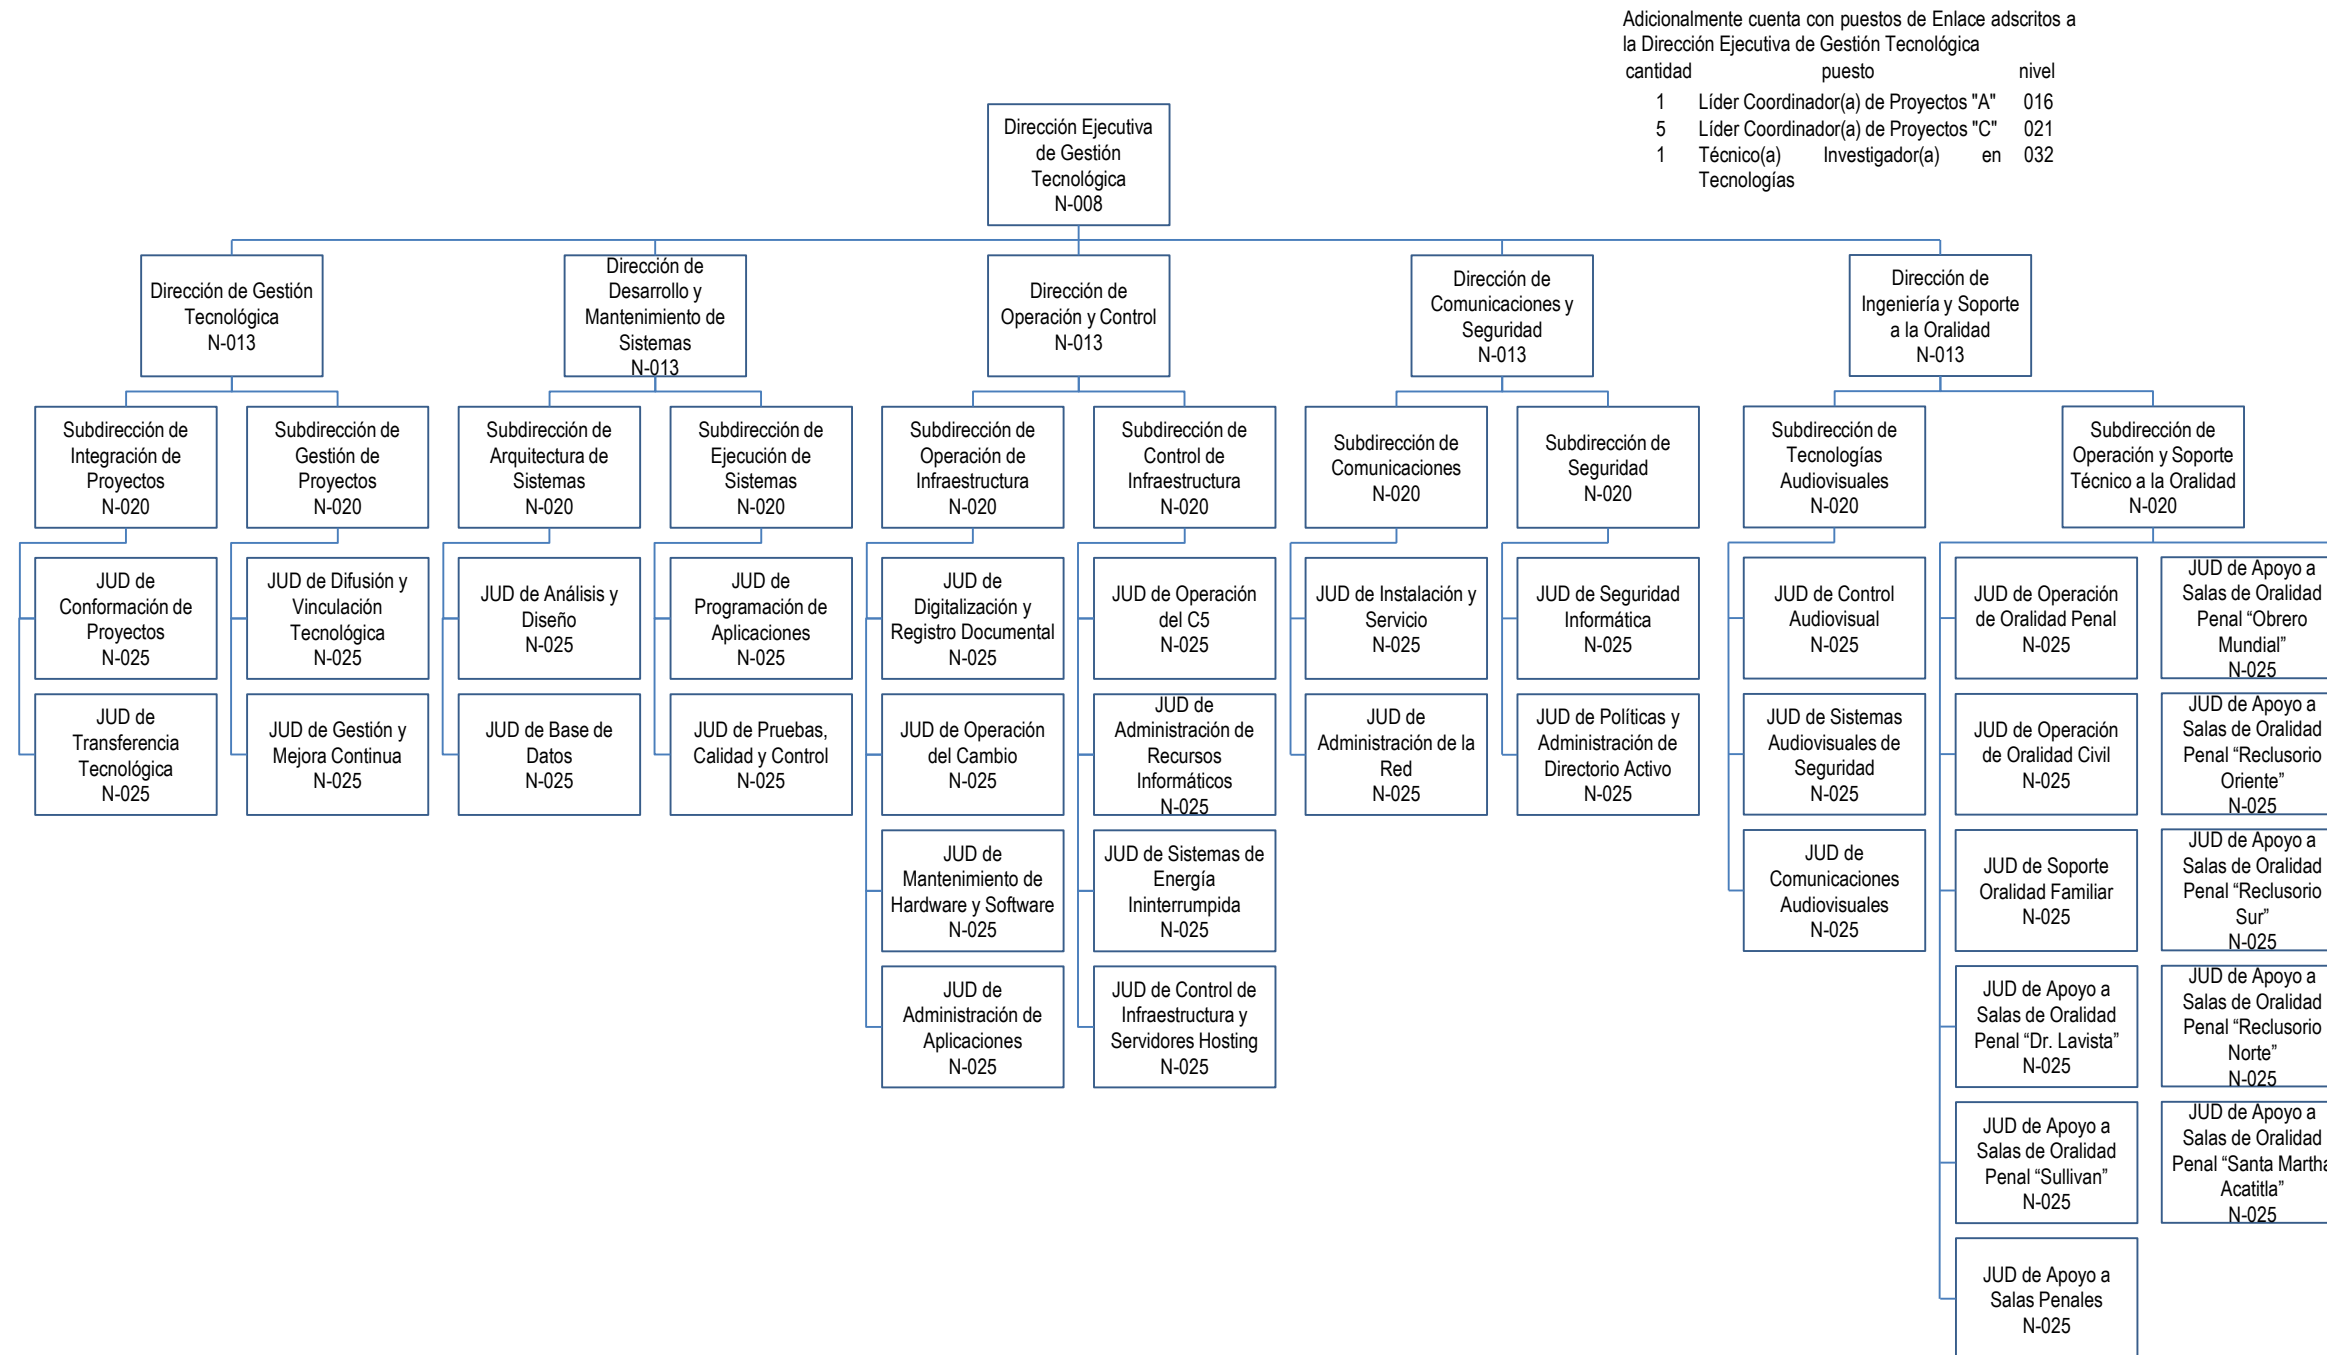 Adicionalmente cuenta con puestos de Enlace adscritos a
la Dirección Ejecutiva de Gestión Tecnológica
cantidad puesto nivel
1 Líder Coordinador(a) de Proyectos "A" 016
5 Líder Coordinador(a) de Proyectos "C" 021
1 Técnico(a) Investigador(a) en 032
Tecnologías
Dirección Ejecutiva
de Gestión
Tecnológica
N-008
Dirección de Gestión
Tecnológica
N-013
Dirección de
Desarrollo y
Mantenimiento de
Sistemas
N-013
Dirección de
Operación y Control
N-013
Dirección de
Comunicaciones y
Seguridad
N-013
Dirección de
Ingeniería y Soporte
a la Oralidad
N-013
Subdirección de
Integración de
Proyectos
N-020
Subdirección de
Gestión de
Proyectos
N-020
Subdirección de
Arquitectura de
Sistemas
N-020
Subdirección de
Ejecución de
Sistemas
N-020
Subdirección de
Operación de
Infraestructura
N-020
Subdirección de
Control de
Infraestructura
N-020
Subdirección de
Comunicaciones
N-020
Subdirección de
Seguridad
N-020
Subdirección de
Tecnologías
Audiovisuales
N-020
Subdirección de
Operación y Soporte
Técnico a la Oralidad
N-020
JUD de
Conformación de
Proyectos
N-025
JUD de Difusión y
Vinculación
Tecnológica
N-025
JUD de Análisis y
Diseño
N-025
JUD de
Programación de
Aplicaciones
N-025
JUD de
Digitalización y
Registro Documental
N-025
JUD de Operación
del C5
N-025
JUD de Instalación y
Servicio
N-025
JUD de Seguridad
Informática
N-025
JUD de Control
Audiovisual
N-025
JUD de Operación
de Oralidad Penal
N-025
JUD de Apoyo a
Salas de Oralidad
Penal “Obrero
Mundial”
N-025
JUD de
Transferencia
Tecnológica
N-025
JUD de Gestión y
Mejora Continua
N-025
JUD de Base de
Datos
N-025
JUD de Pruebas,
Calidad y Control
N-025
JUD de Operación
del Cambio
N-025
JUD de
Administración de
Recursos
Informáticos
N-025
JUD de
Administración de la
Red
N-025
JUD de Políticas y
Administración de
Directorio Activo
N-025
JUD de Sistemas
Audiovisuales de
Seguridad
N-025
JUD de Operación
de Oralidad Civil
N-025
JUD de Apoyo a
Salas de Oralidad
Penal “Reclusorio
Oriente”
N-025
JUD de
Mantenimiento de
Hardware y Software
N-025
JUD de Sistemas de
Energía
Ininterrumpida
N-025
JUD de
Comunicaciones
Audiovisuales
N-025
JUD de Soporte
Oralidad Familiar
N-025
JUD de Apoyo a
Salas de Oralidad
Penal “Reclusorio
Sur”
N-025
JUD de
Administración de
Aplicaciones
N-025
JUD de Control de
Infraestructura y
Servidores Hosting
N-025
JUD de Apoyo a
Salas de Oralidad
Penal “Dr. Lavista”
N-025
JUD de Apoyo a
Salas de Oralidad
Penal “Reclusorio
Norte”
N-025
JUD de Apoyo a
Salas de Oralidad
Penal “Sullivan”
N-025
JUD de Apoyo a
Salas de Oralidad
Penal “Santa Martha
Acatitla”
N-025
JUD de Apoyo a
Salas Penales
N-025